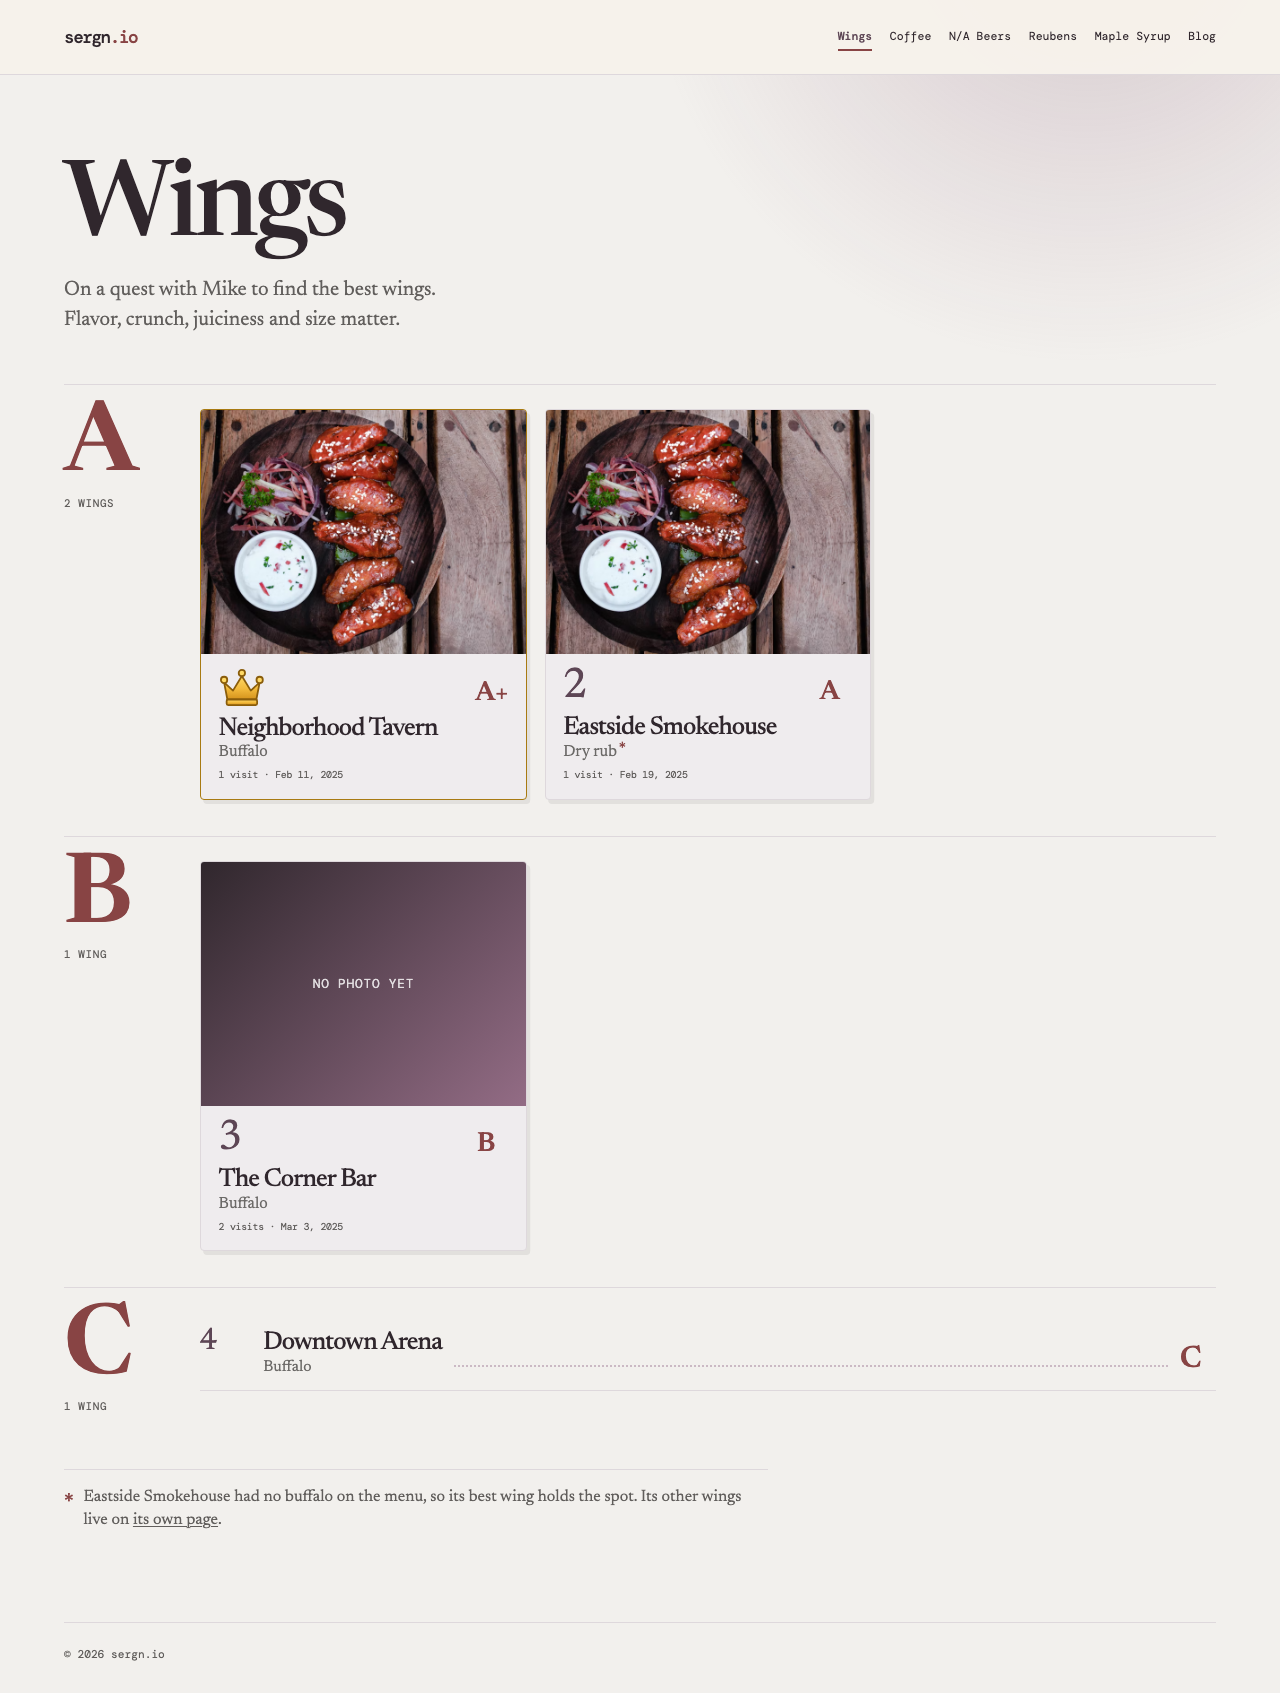 sergn.io
Wings Coffee N/A Beers Reubens Maple Syrup Blog
Wings
On a quest with Mike to find the best wings.
Flavor, crunch, juiciness and size matter.
A
2 WINGS
A+
Neighborhood Tavern
Buffalo
1 visit · Feb 11, 2025
2 A
Eastside Smokehouse
Dry rub*
1 visit · Feb 19, 2025
B
1 WING
NO PHOTO YET
3 B
The Corner Bar
Buffalo
2 visits · Mar 3, 2025
C
1 WING
4 Downtown Arena
Buffalo
C
* Eastside Smokehouse had no buffalo on the menu, so its best wing holds the spot. Its other wings
live on its own page.
© 2026 sergn.io